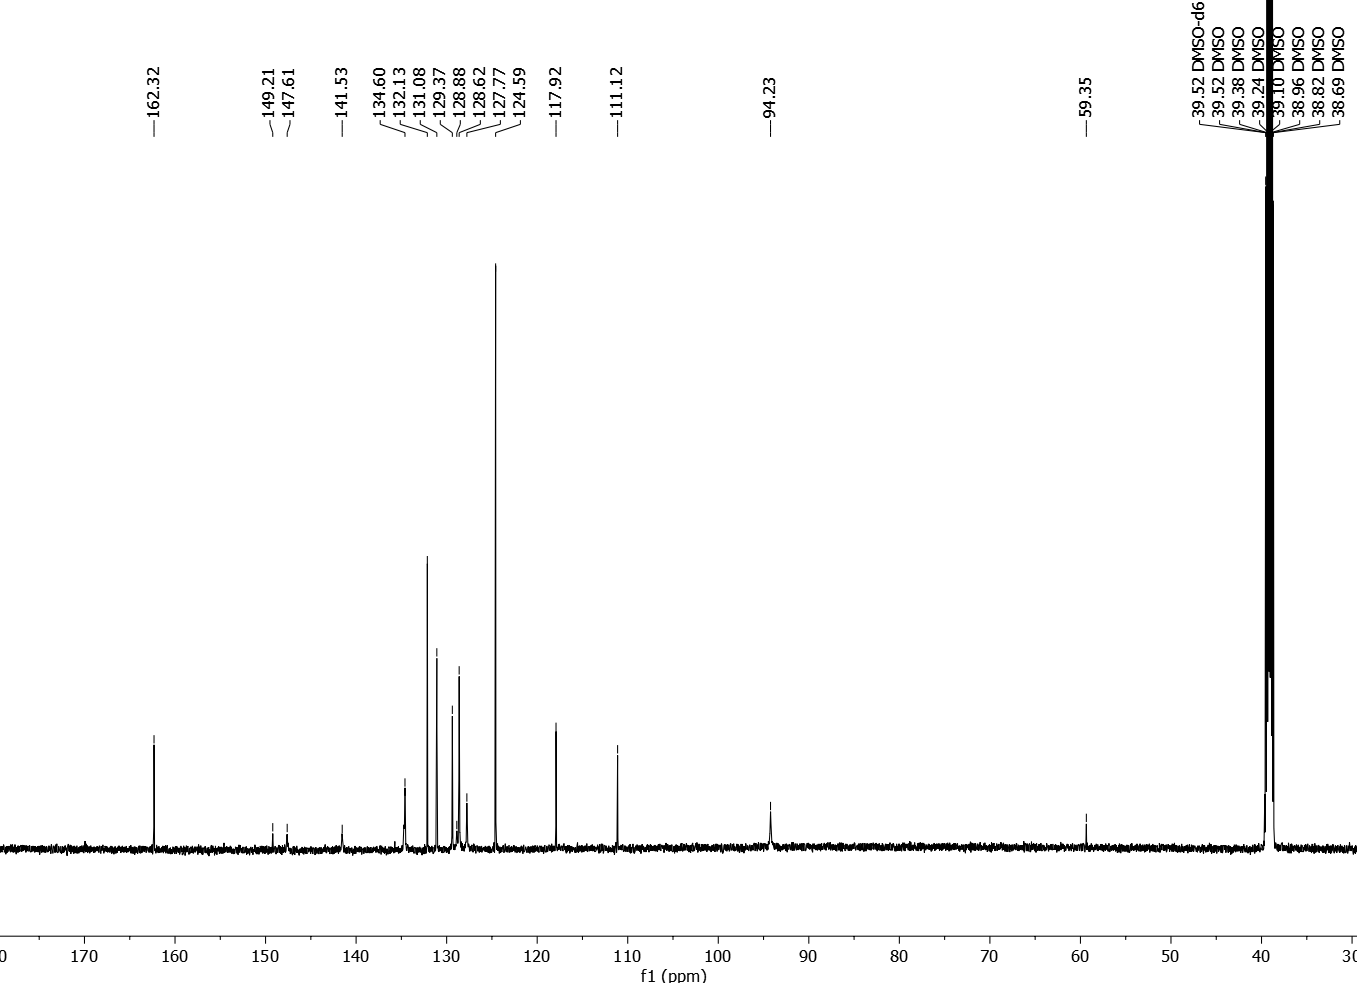 162.32
149.21
147.61
141.53
134.60
132.13
131.08
129.37
128.88
128.62
127.77
124.59
117.92
111.12
94.23
59.35
39.52 DMSO-d6
39.52 DMSO
39.38 DMSO
39.24 DMSO
39.10 DMSO
38.96 DMSO
38.82 DMSO
38.69 DMSO
0 170 160 150 140 130 120 110 100 90 80 70 60 50 40 30
f1 (ppm)